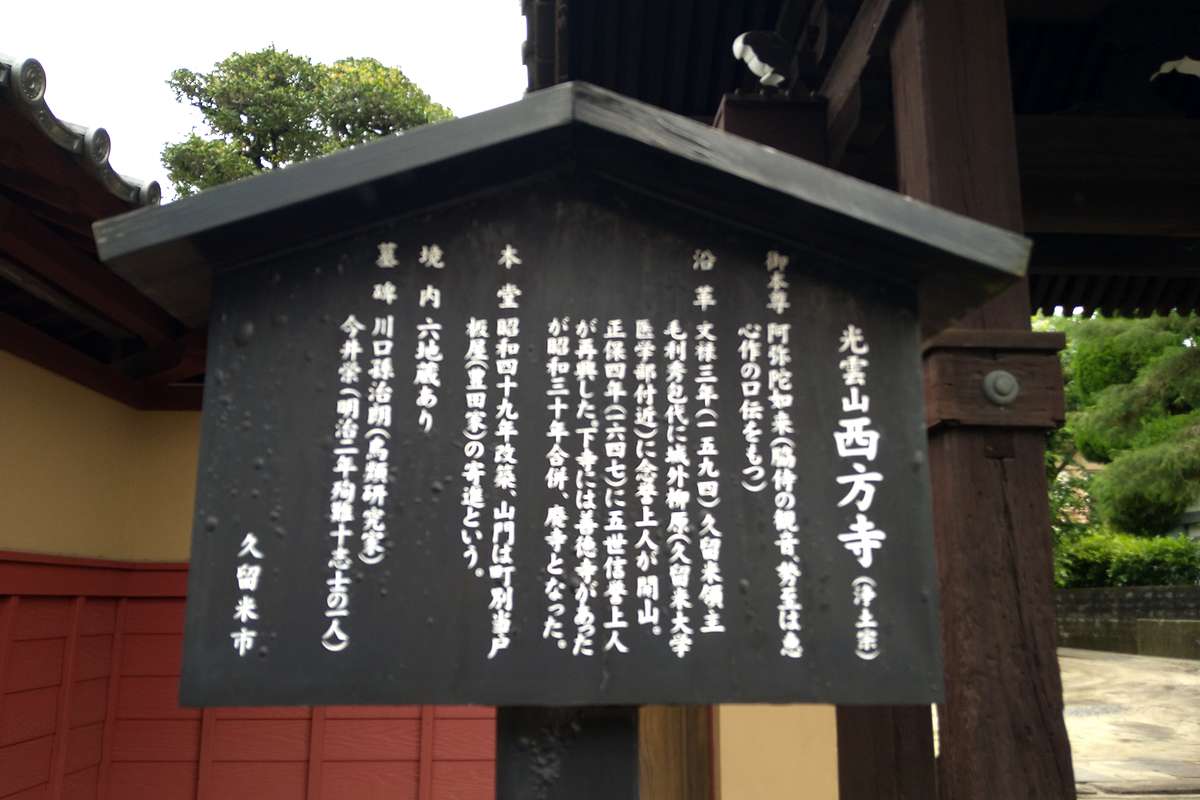 光雲山西方寺(浄土宗)
御本尊 阿弥陀如来(脇侍の観音、勢至は恵
心作の口伝をもつ)
沿革 文禄三年(一五九四)久留米領主
毛利秀包代に城外柳原(久留米大学
医学部付近)に念誉上人が開山。
正保四年(一六四七)に五世信誉上人
が再興した。下寺には善徳寺があった
が昭和三十年合併、廃寺となった。
本堂 昭和四十九年改築、山門は町別当戸
板屋(豊田家)の寄進という。
境内 六地蔵あり
墓碑 川口孫治朗(鳥類研究家)
今井栄(明治二年殉難十志士の一人)
久留米市